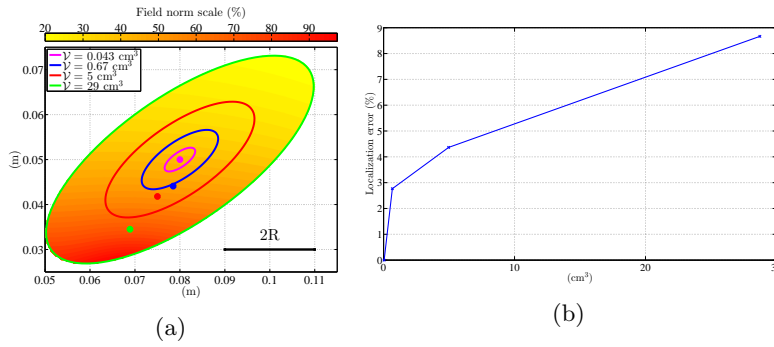 Field norm scale (%)
20 30 40 50 60 70 80 90
𝒱 = 0.043 cm³
𝒱 = 0.67 cm³
𝒱 = 5 cm³
𝒱 = 29 cm³
0.07
0.06
0.05
0.04
0.03
(m)
2R
0.05 0.06 0.07 0.08 0.09 0.1 0.11
(m)
(a)
9
8
7
6
5
4
3
2
1
0
Localization error (%)
0 10 20 3
(cm³)
(b)